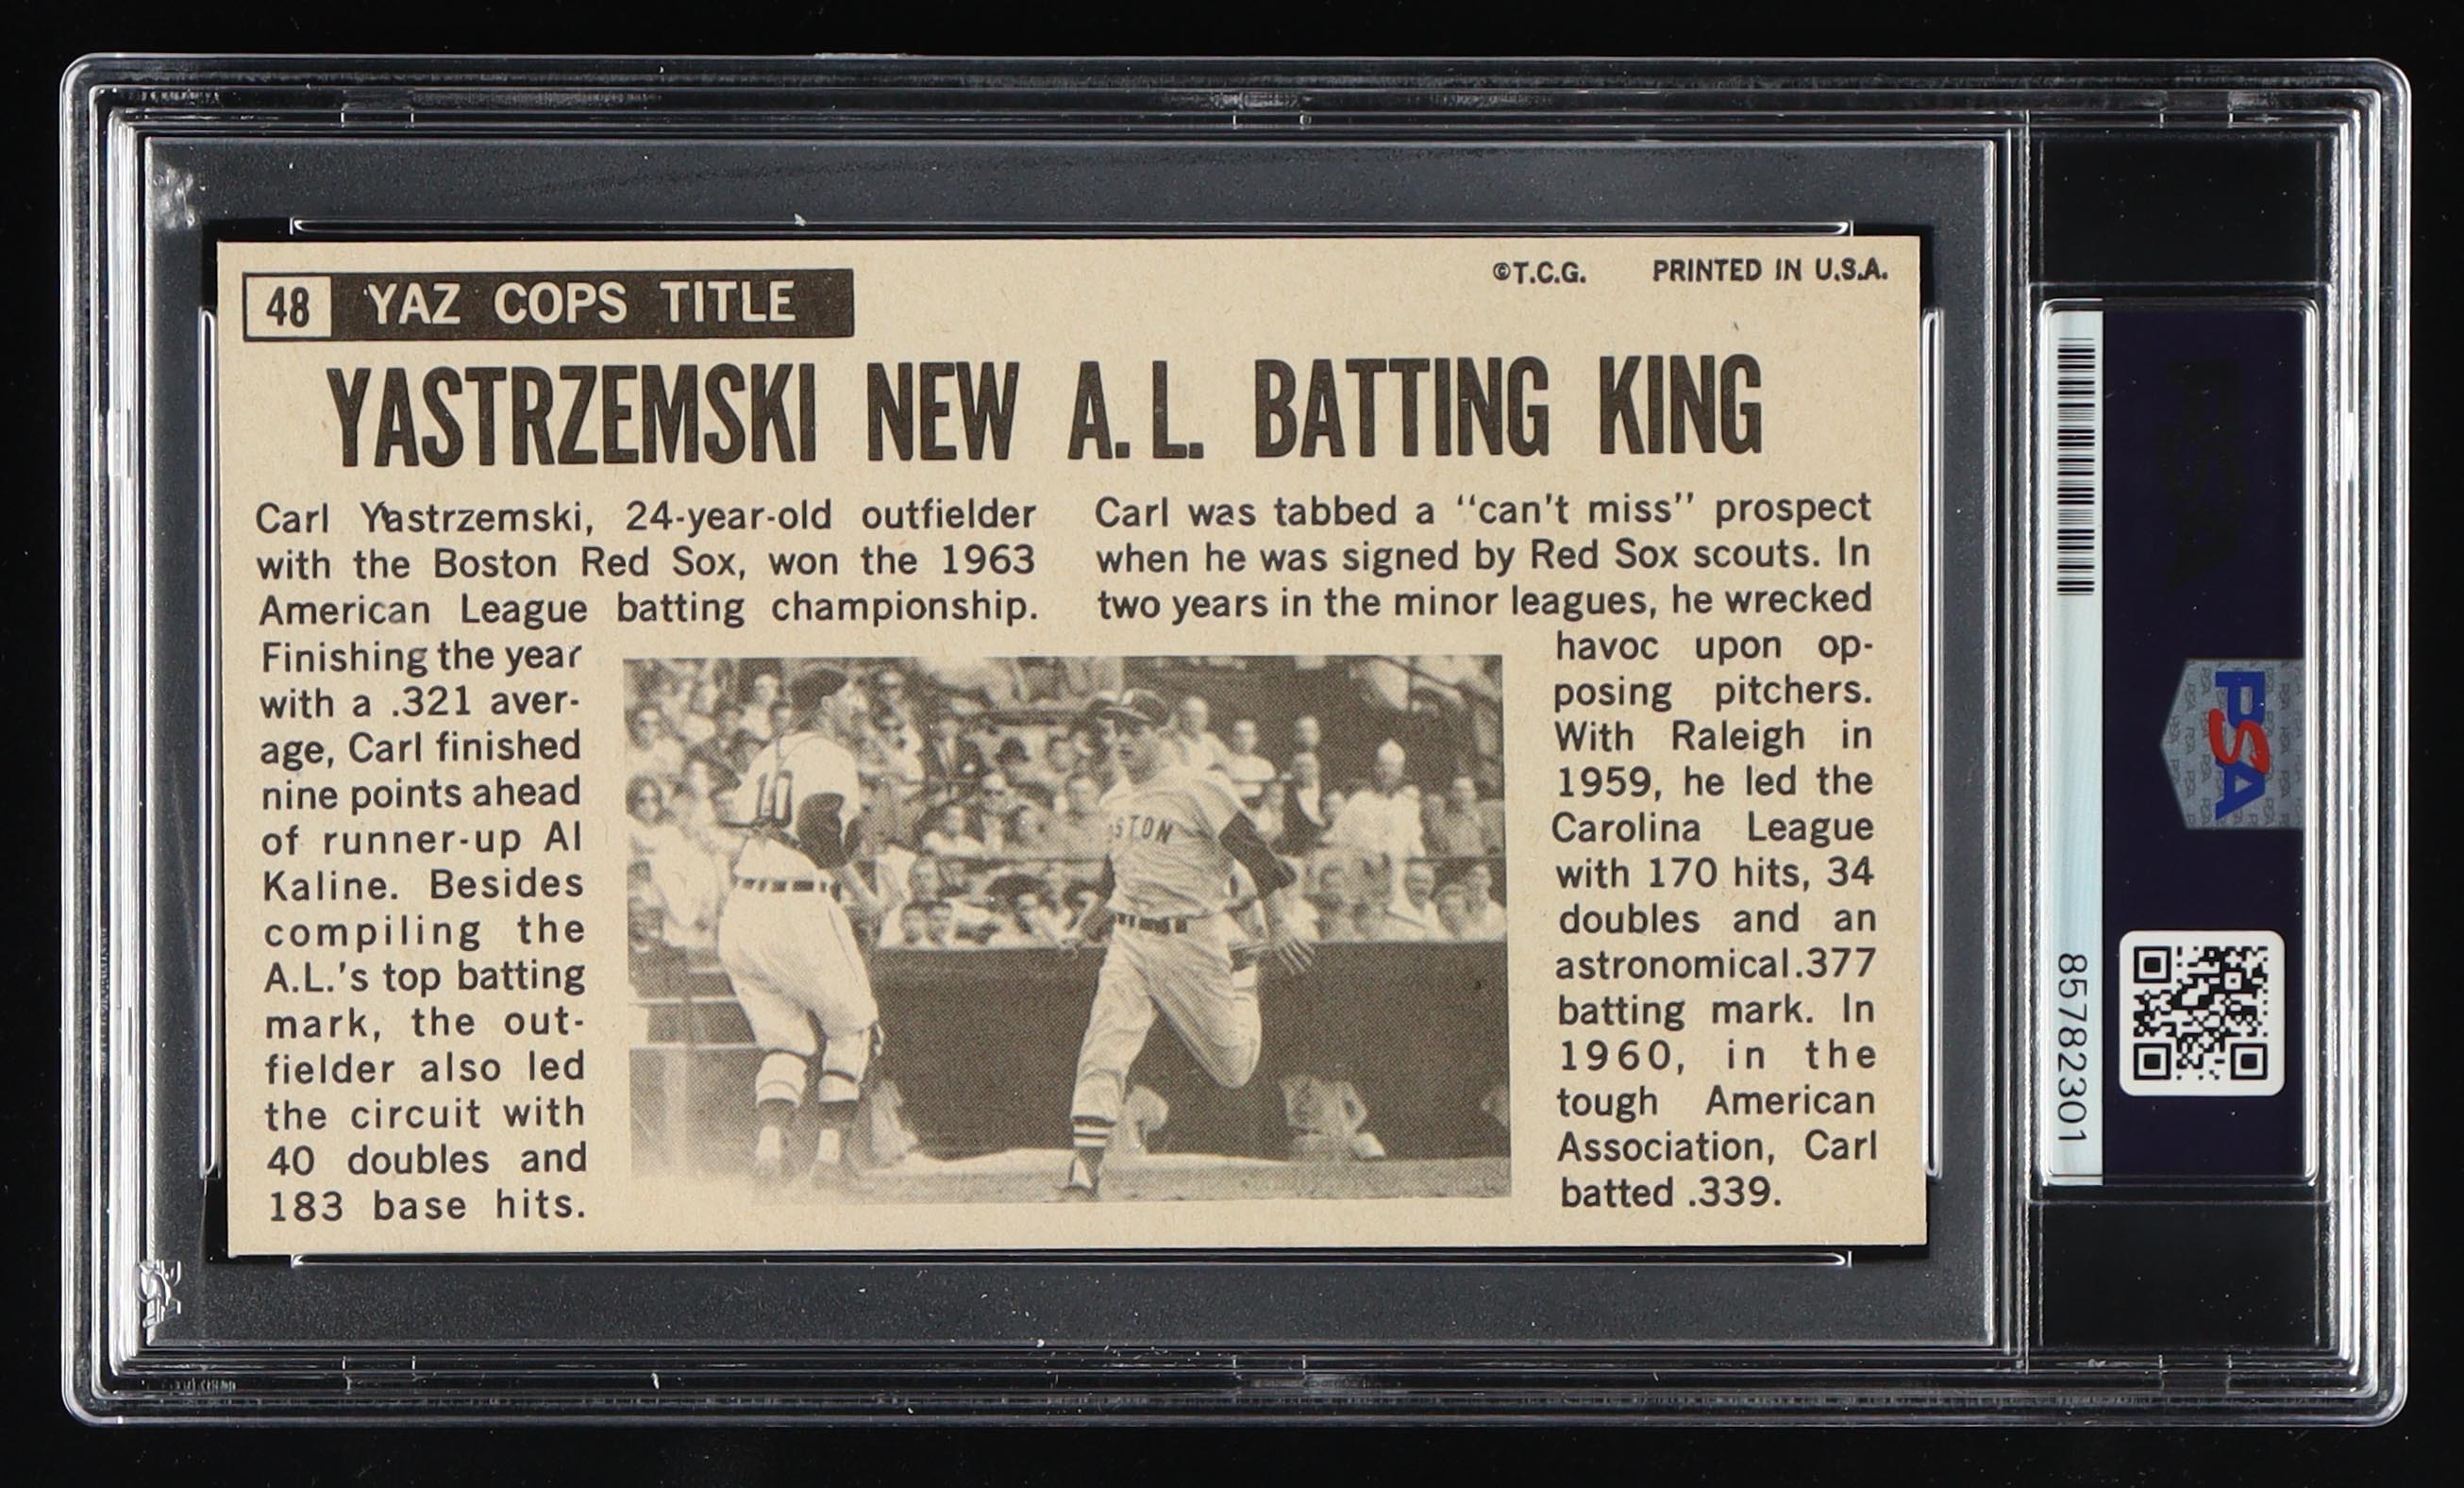 48 YAZ COPS TITLE
©T.C.G. PRINTED IN U.S.A.
YASTRZEMSKI NEW A.L. BATTING KING
Carl Yastrzemski, 24-year-old outfielder
with the Boston Red Sox, won the 1963
American League batting championship.
Finishing the year
with a .321 aver-
age, Carl finished
nine points ahead
of runner-up Al
Kaline. Besides
compiling the
A.L.'s top batting
mark, the out-
fielder also led
the circuit with
40 doubles and
183 base hits.
Carl was tabbed a "can't miss" prospect
when he was signed by Red Sox scouts. In
two years in the minor leagues, he wrecked
havoc upon op-
posing pitchers.
With Raleigh in
1959, he led the
Carolina League
with 170 hits, 34
doubles and an
astronomical.377
batting mark. In
1960, in the
tough American
Association, Carl
batted .339.
10
STON
PSA
85782301